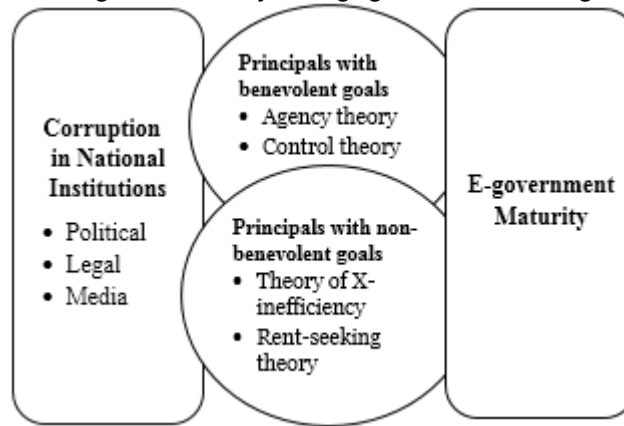 Corruption
in National
Institutions
• Political
• Legal
• Media
Principals with
benevolent goals
• Agency theory
• Control theory
Principals with non-
benevolent goals
• Theory of X-
inefficiency
• Rent-seeking
theory
E-government
Maturity